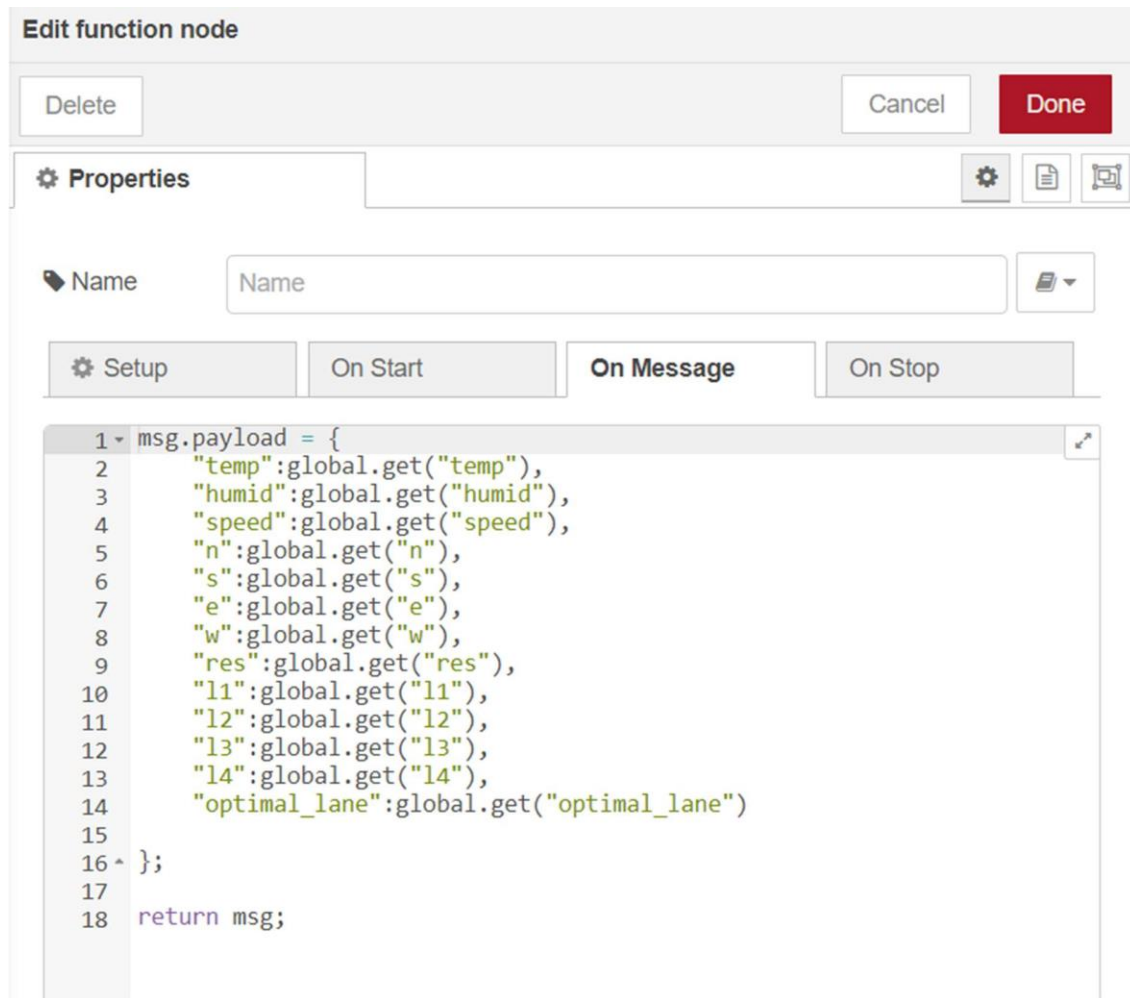 Edit function node
Delete Cancel Done
Properties
Name Name
Setup On Start On Message On Stop
1 msg.payload = {
2 "temp":global.get("temp"),
3 "humid":global.get("humid"),
4 "speed":global.get("speed"),
5 "n":global.get("n"),
6 "s":global.get("s"),
7 "e":global.get("e"),
8 "w":global.get("w"),
9 "res":global.get("res"),
10 "l1":global.get("l1"),
11 "l2":global.get("l2"),
12 "l3":global.get("l3"),
13 "l4":global.get("l4"),
14 "optimal_lane":global.get("optimal_lane")
15
16 };
17
18 return msg;